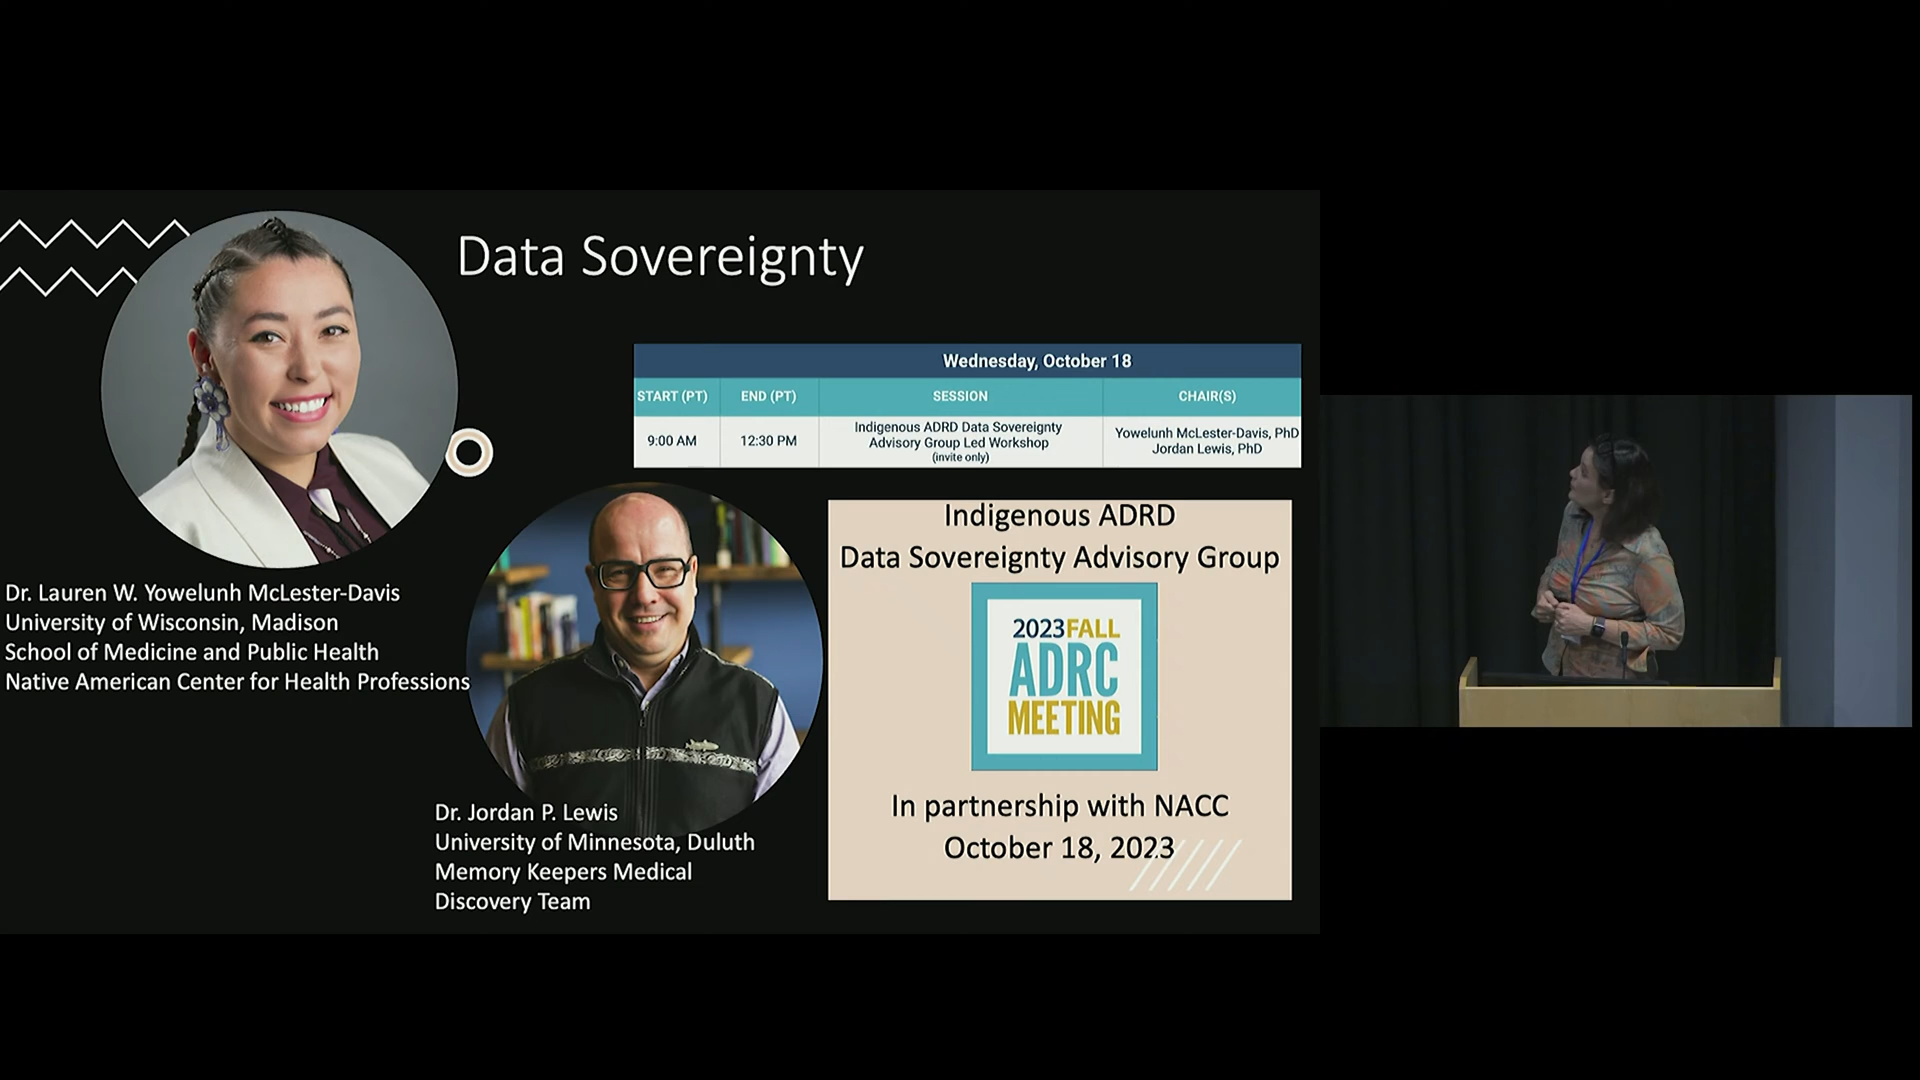 Data Sovereignty
Wednesday, October 18
START (PT) END (PT) SESSION CHAIR(S)
9:00 AM 12:30 PM Indigenous ADRD Data Sovereignty
Advisory Group Led Workshop
(invite only)
Yowelunh McLester-Davis, PhD
Jordan Lewis, PhD
Dr. Lauren W. Yowelunh McLester-Davis
University of Wisconsin, Madison
School of Medicine and Public Health
Native American Center for Health Professions
Dr. Jordan P. Lewis
University of Minnesota, Duluth
Memory Keepers Medical
Discovery Team
Indigenous ADRD
Data Sovereignty Advisory Group
2023FALL
ADRC
MEETING
In partnership with NACC
October 18, 2023